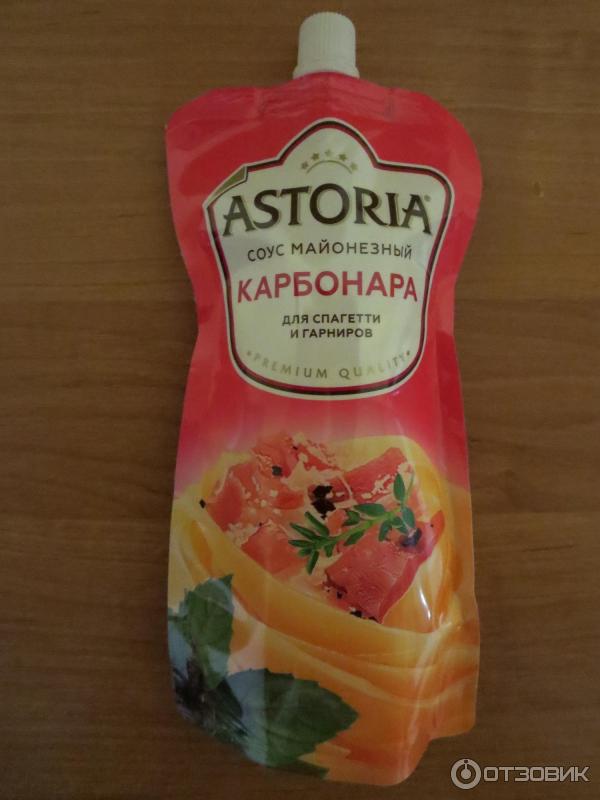 ASTORIA®
СОУС МАЙОНЕЗНЫЙ
КАРБОНАРА
ДЛЯ СПАГЕТТИ
И ГАРНИРОВ
•PREMIUM QUALITY•
ОТЗОВИК